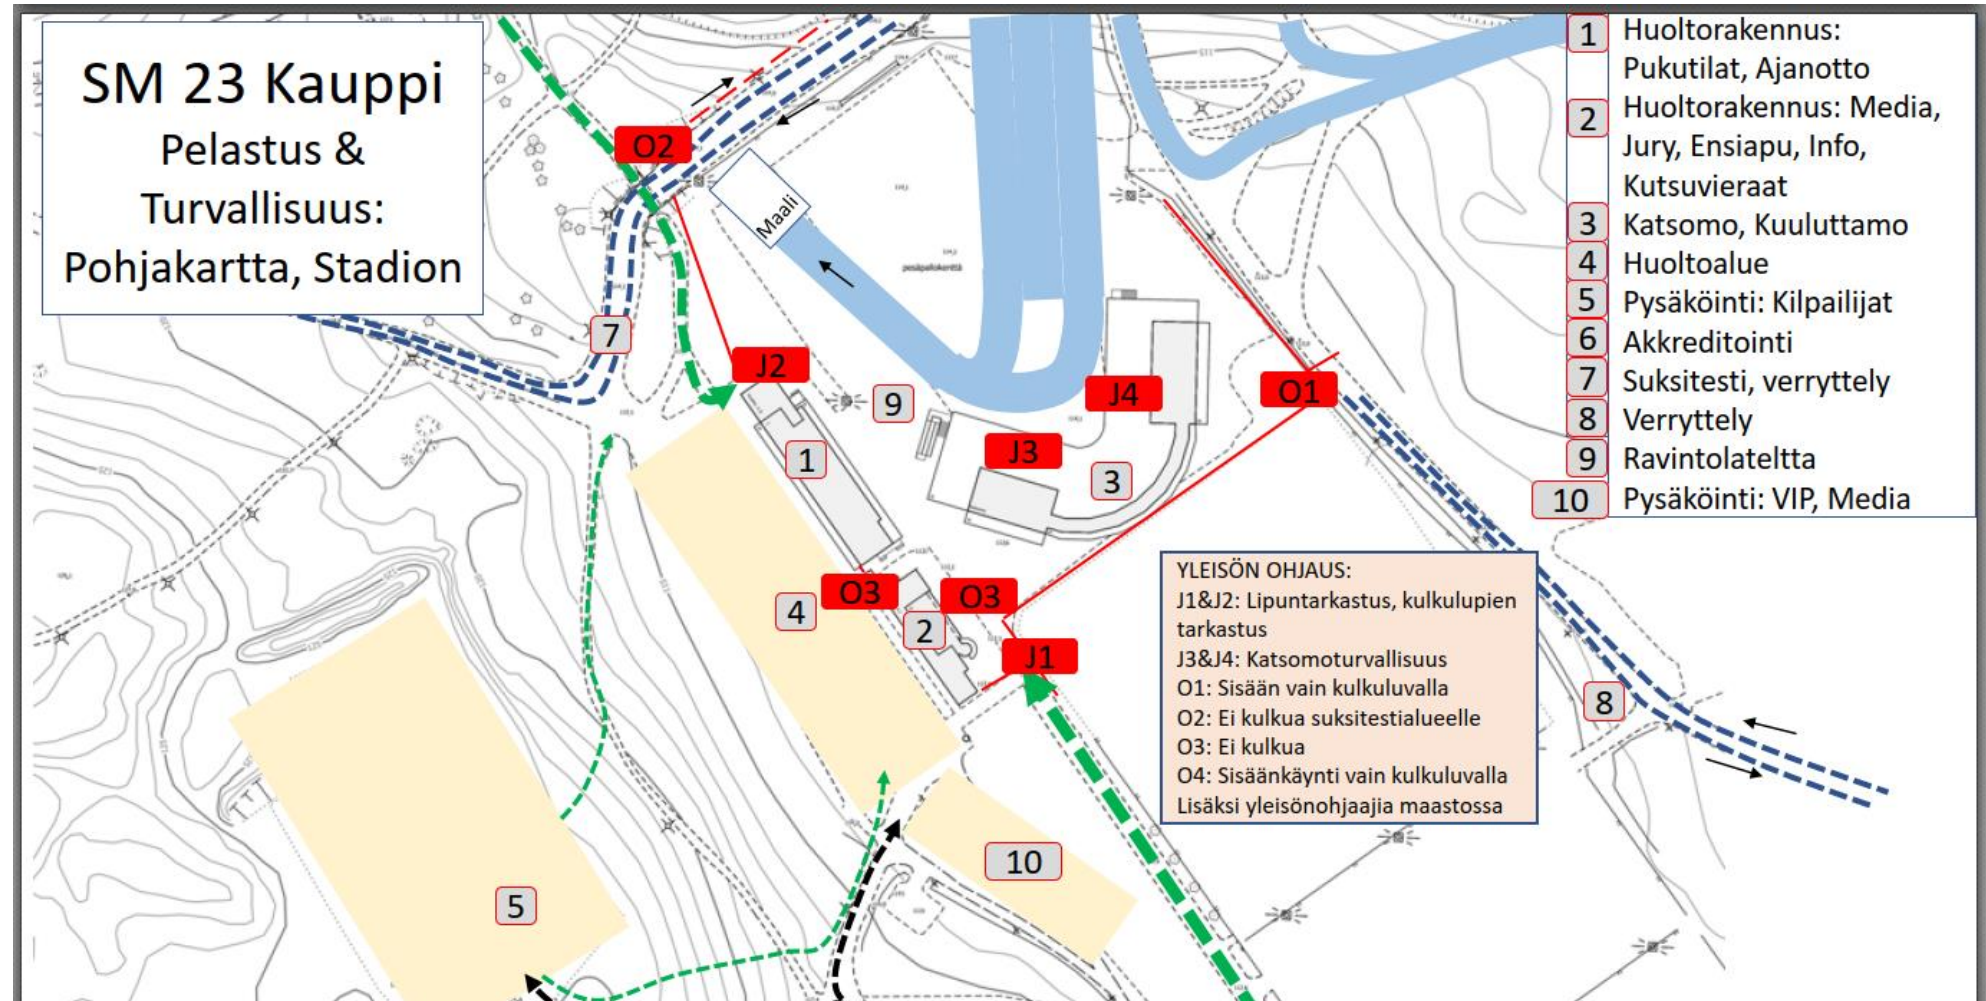 SM 23 Kauppi
Pelastus &
Turvallisuus:
Pohjakartta, Stadion
1 Huoltorakennus:
Pukutilat, Ajanotto
2 Huoltorakennus: Media,
Jury, Ensiapu, Info,
Kutsuvieraat
3 Katsomo, Kuuluttamo
4 Huoltoalue
5 Pysäköinti: Kilpailijat
6 Akkreditointi
7 Suksitesti, verryttely
8 Verryttely
9 Ravintolateltta
10 Pysäköinti: VIP, Media
O2
Maali
pesäpallokenttä
7
J2
9
J4
O1
J3
1
3
O3
O3
4
2
J1
YLEISÖN OHJAUS:
J1&J2: Lipuntarkastus, kulkulupien
tarkastus
J3&J4: Katsomoturvallisuus
O1: Sisään vain kulkuluvalla
O2: Ei kulkua suksitestialueelle
O3: Ei kulkua
O4: Sisäänkäynti vain kulkuluvalla
Lisäksi yleisönohjaajia maastossa
8
10
5